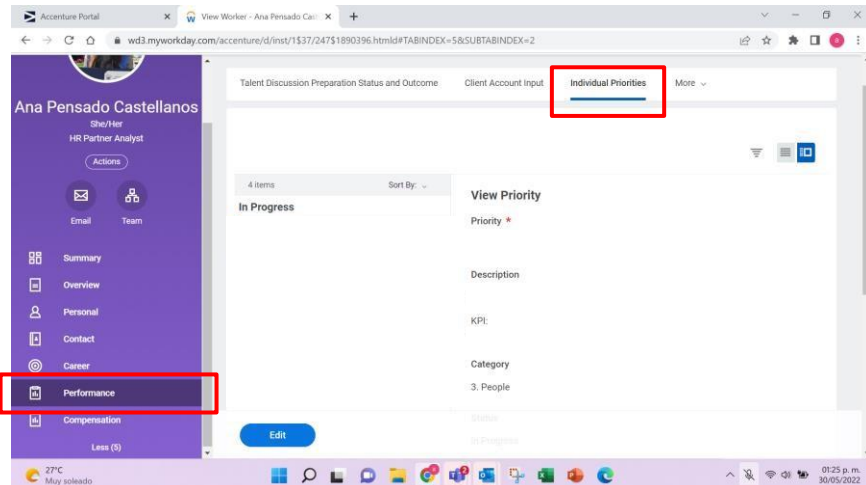 Accenture Portal
View Worker - Ana Pensado Cas
wd3.myworkday.com/accenture/d/inst/1$37/247$1890396.htmld#TABINDEX=5&SUBTABINDEX=2
Talent Discussion Preparation Status and Outcome
Client Account Input
Individual Priorities
More
Ana Pensado Castellanos
She/Her
HR Partner Analyst
Actions
Email
Team
Summary
Overview
Personal
Contact
Career
Performance
Compensation
Less (5)
4 items
Sort By:
In Progress
View Priority
Priority *
Description
KPI:
Category
3. People
Status
In Progress
Edit
27°C
Muy soleado
01:25 p. m.
30/05/2022